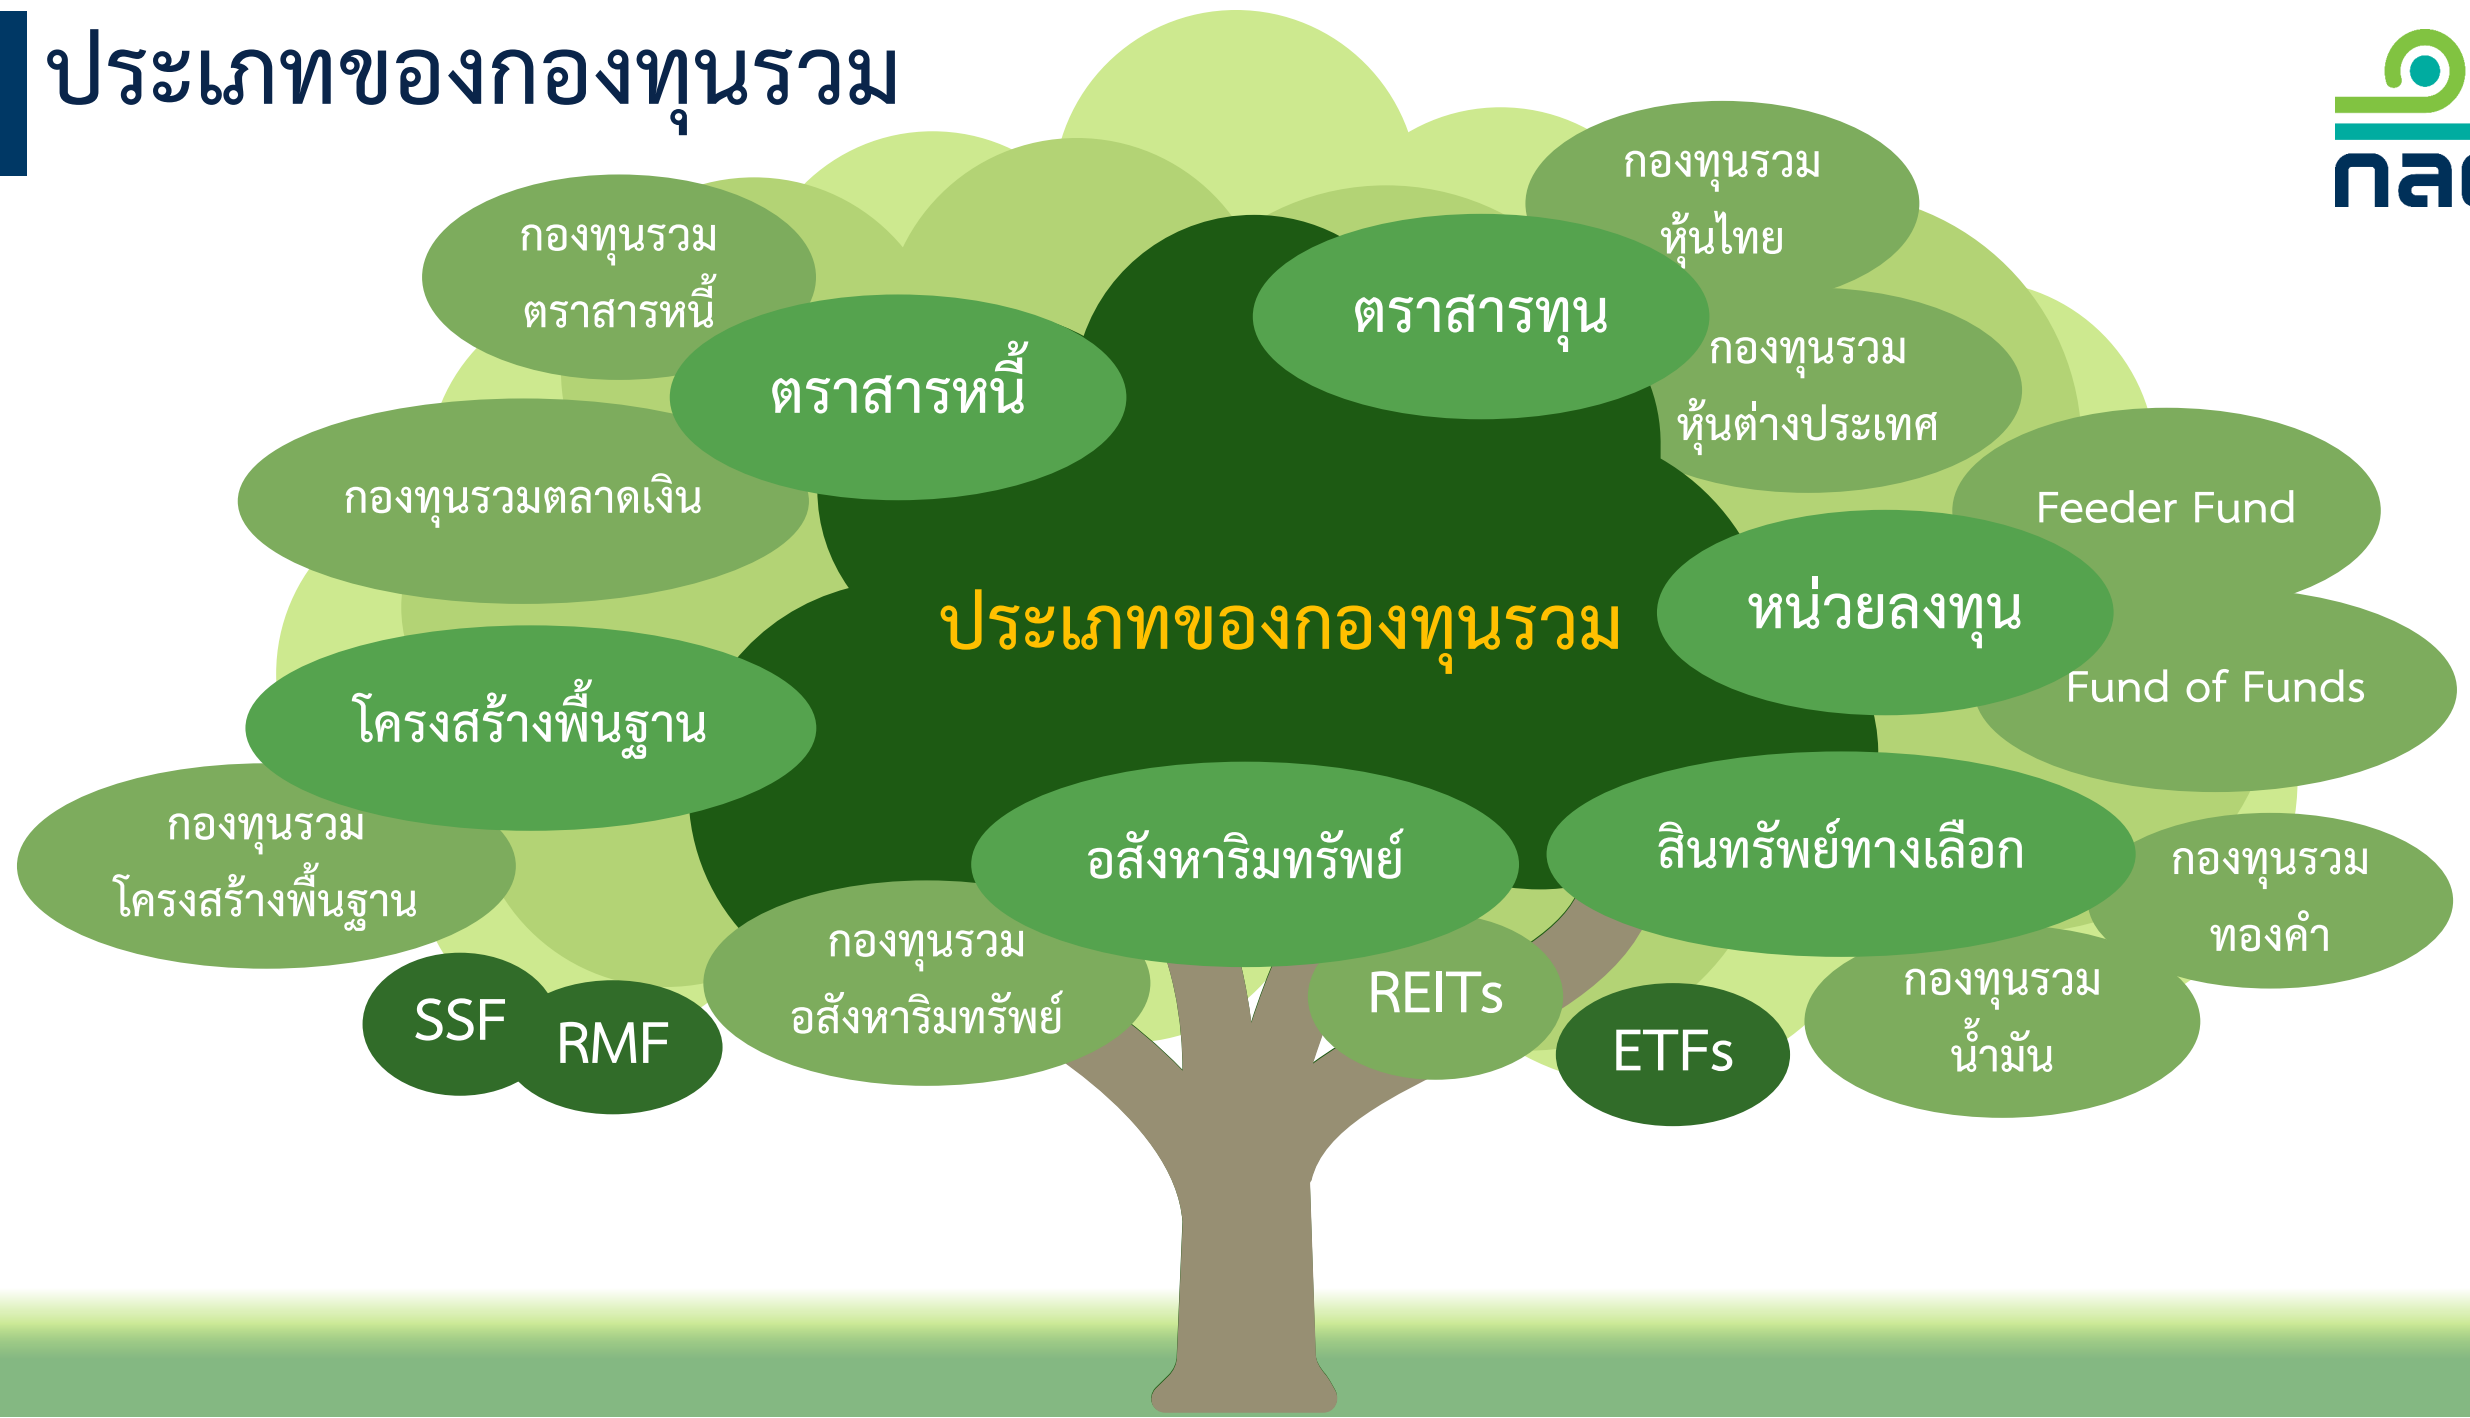 ประเภทของกองทุนรวม
กองทุนรวม
หุ้นไทย
กองทุนรวม
ตราสารหนี้
ตราสารทุน
ตราสารหนี้
กองทุนรวม
หุ้นต่างประเทศ
กองทุนรวมตลาดเงิน
Feeder Fund
ประเภทของกองทุนรวม
หน่วยลงทุน
Fund of Funds
โครงสร้างพื้นฐาน
กองทุนรวม
โครงสร้างพื้นฐาน
อสังหาริมทรัพย์
สินทรัพย์ทางเลือก
กองทุนรวม
ทองคำ
กองทุนรวม
อสังหาริมทรัพย์
REITs
กองทุนรวม
น้ำมัน
SSF
RMF
ETFs